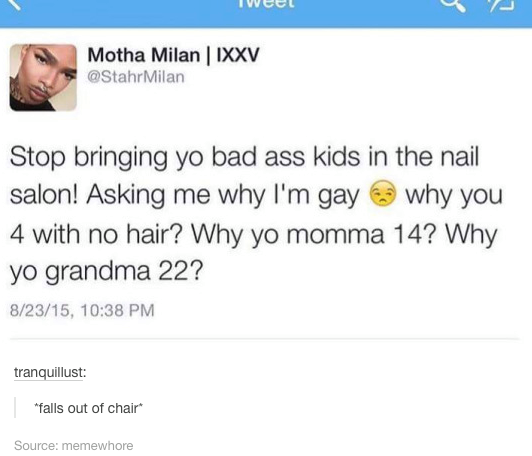 Tweet
Motha Milan | IXXV
@StahrMilan
Stop bringing yo bad ass kids in the nail
salon! Asking me why I'm gay 😒 why you
4 with no hair? Why yo momma 14? Why
yo grandma 22?
8/23/15, 10:38 PM
tranquillust:
*falls out of chair*
Source: memewhore